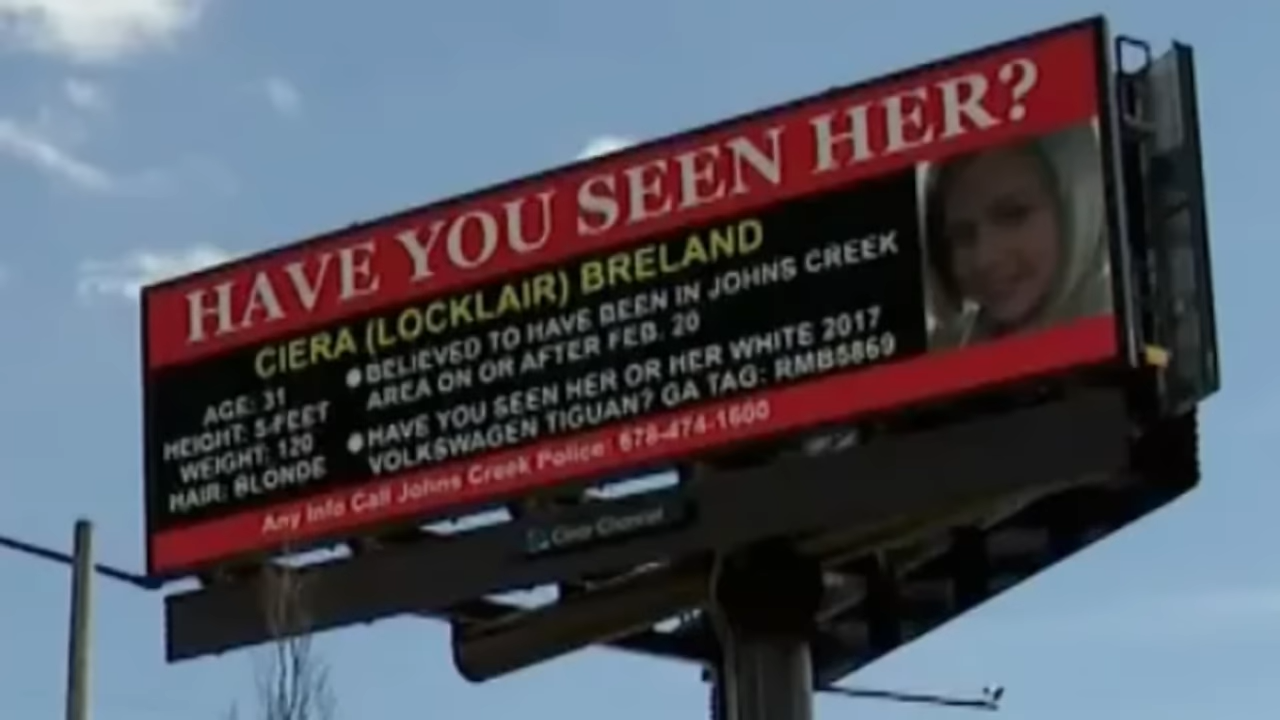 HAVE YOU SEEN HER?
CIERA (LOCKLAIR) BRELAND
AGE: 31
HEIGHT: 5 FEET
WEIGHT: 120
HAIR: BLONDE
●BELIEVED TO HAVE BEEN IN JOHNS CREEK
AREA ON OR AFTER FEB. 20
●HAVE YOU SEEN HER OR HER WHITE 2017
VOLKSWAGEN TIGUAN? GA TAG: RMB5869
Any Info Call Johns Creek Police: 678-474-1600
Clear Channel